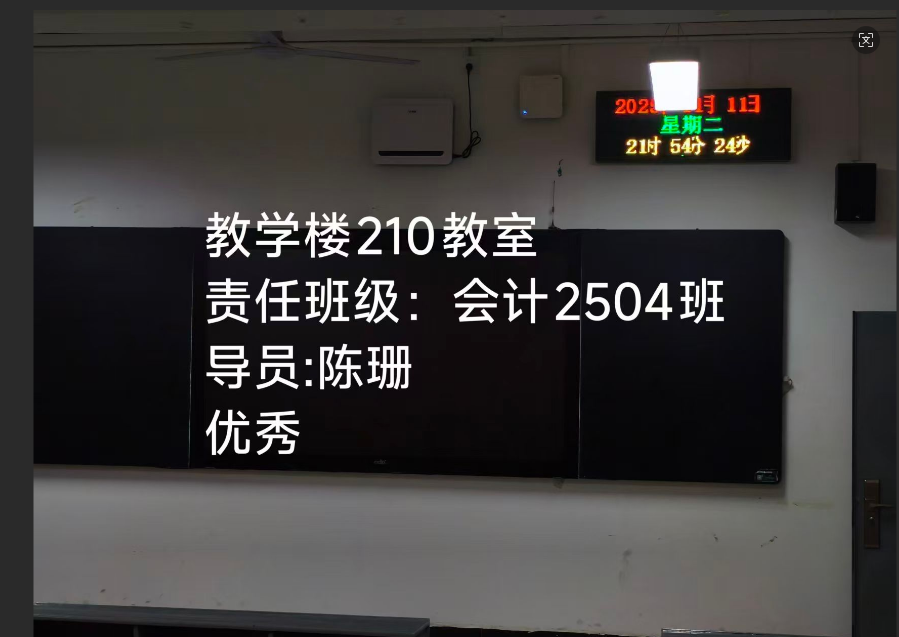 2025 月 11日
星期二
21时 54分 24秒
教学楼210教室
责任班级：会计2504班
导员:陈珊
优秀